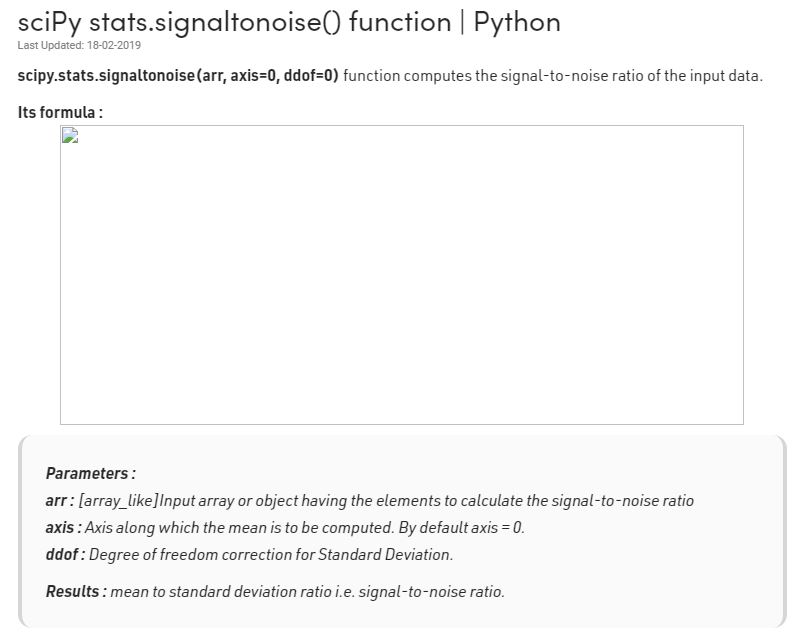 sciPy stats.signaltonoise() function | Python
Last Updated: 18-02-2019
scipy.stats.signaltonoise(arr, axis=0, ddof=0) function computes the signal-to-noise ratio of the input data.
Its formula :
Parameters :
arr : [array_like]Input array or object having the elements to calculate the signal-to-noise ratio
axis : Axis along which the mean is to be computed. By default axis = 0.
ddof : Degree of freedom correction for Standard Deviation.
Results : mean to standard deviation ratio i.e. signal-to-noise ratio.